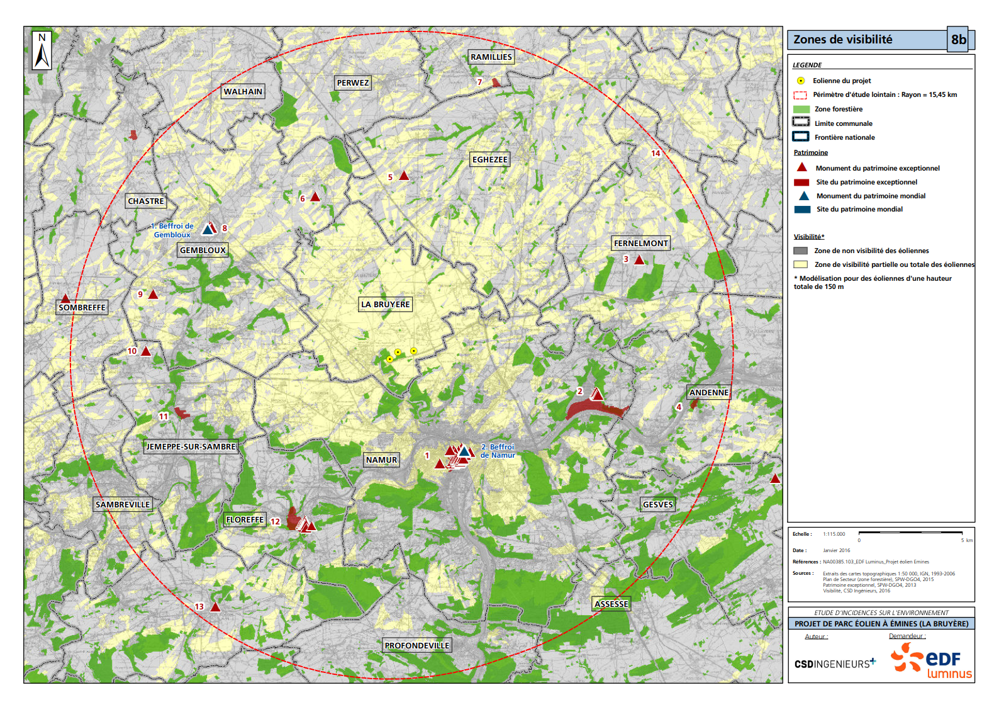 N
RAMILLIES
7
PERWEZ
WALHAIN
14
EGHEZEE
5
6
CHASTRE
1. Beffroi de
Gembloux
8
GEMBLOUX
FERNELMONT
3
9
SOMBREFFE
LA BRUYERE
10
2
ANDENNE
4
11
JEMEPPE-SUR-SAMBRE
NAMUR
1
2. Beffroi
de Namur
SAMBREVILLE
GESVES
FLOREFFE
12
13
ASSESSE
PROFONDEVILLE
Zones de visibilité
8b
LEGENDE
Eolienne du projet
Périmètre d'étude lointain : Rayon = 15,45 km
Zone forestière
Limite communale
Frontière nationale
Patrimoine
Monument du patrimoine exceptionnel
Site du patrimoine exceptionnel
Monument du patrimoine mondial
Site du patrimoine mondial
Visibilité*
Zone de non visibilité des éoliennes
Zone de visibilité partielle ou totale des éoliennes
* Modélisation pour des éoliennes d'une hauteur
totale de 150 m
Echelle : 1:115.000
0 5 km
Date : Janvier 2016
Références : NA00385.103_EDF Luminus_Projet éolien Emines
Sources : Extraits des cartes topographiques 1:50 000, IGN, 1993-2006
Plan de Secteur (zone forestière), SPW-DGO4, 2015
Patrimoine exceptionnel, SPW-DGO4, 2013
Visibilité, CSD Ingénieurs, 2016
ETUDE D'INCIDENCES SUR L'ENVIRONNEMENT
PROJET DE PARC ÉOLIEN À ÉMINES (LA BRUYÈRE)
Auteur : Demandeur :
CSDINGENIEURS+
eDF
luminus